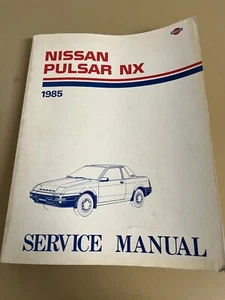 NISSAN
PULSAR NX
1985
SERVICE MANUAL